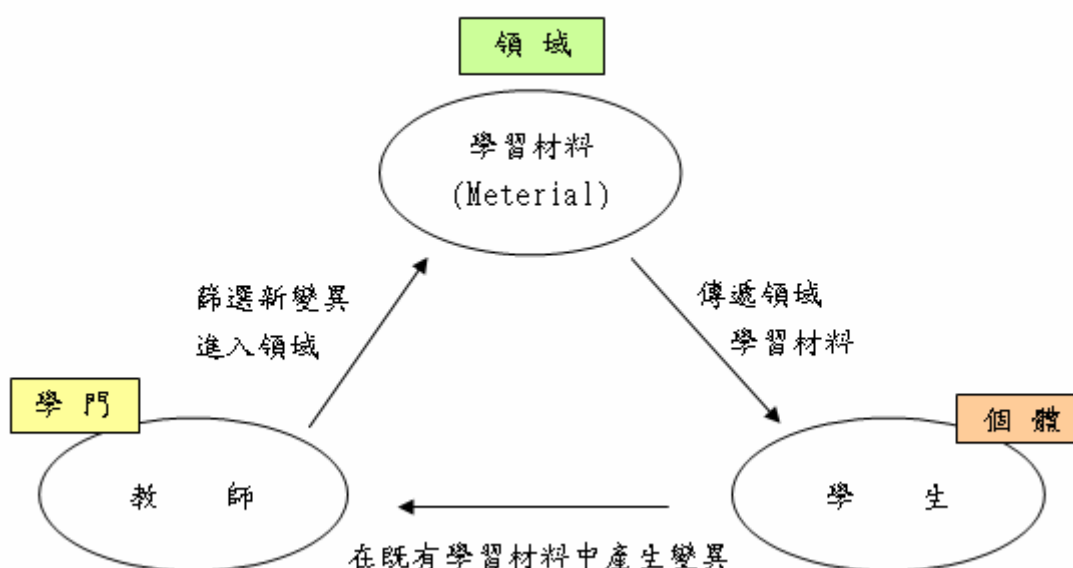 領域
學習材料
(Meterial)
篩選新變異
進入領域
傳遞領域
學習材料
學門
教師
個體
學生
在既有學習材料中產生變異